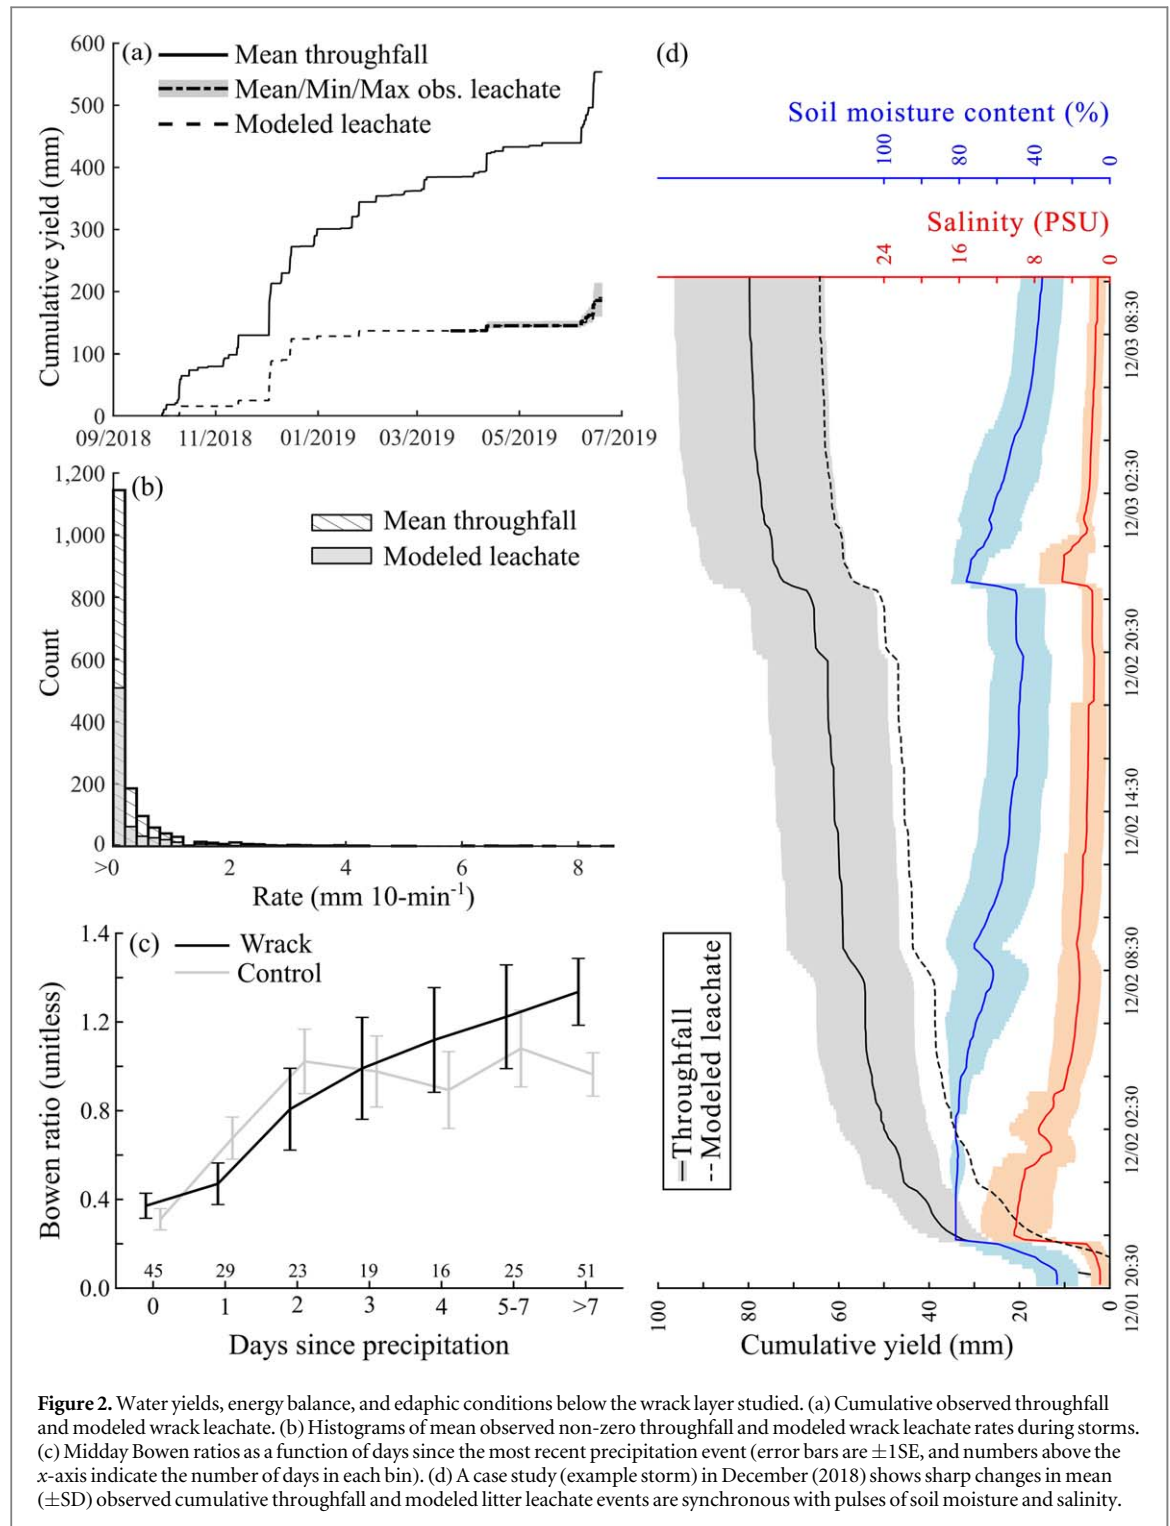 (a)
Mean throughfall
Mean/Min/Max obs. leachate
Modeled leachate
Cumulative yield (mm)
600
500
400
300
200
100
0
09/2018 11/2018 01/2019 03/2019 05/2019 07/2019
(b)
Mean throughfall
Modeled leachate
Count
1,200
1,000
800
600
400
200
0
>0 2 4 6 8
Rate (mm 10-min⁻¹)
(c)
Wrack
Control
Bowen ratio (unitless)
1.4
1.2
0.8
0.4
0.0
45 29 23 19 16 25 51
0 1 2 3 4 5-7 >7
Days since precipitation
(d)
Soil moisture content (%)
100 80 40 0
Salinity (PSU)
24 16 8 0
12/03 08:30
12/03 02:30
12/02 20:30
12/02 14:30
12/02 08:30
12/02 02:30
12/01 20:30
Throughfall
Modeled leachate
100 80 60 40 20 0
Cumulative yield (mm)
Figure 2. Water yields, energy balance, and edaphic conditions below the wrack layer studied. (a) Cumulative observed throughfall
and modeled wrack leachate. (b) Histograms of mean observed non-zero throughfall and modeled wrack leachate rates during storms.
(c) Midday Bowen ratios as a function of days since the most recent precipitation event (error bars are ±1SE, and numbers above the
x-axis indicate the number of days in each bin). (d) A case study (example storm) in December (2018) shows sharp changes in mean
(±SD) observed cumulative throughfall and modeled litter leachate events are synchronous with pulses of soil moisture and salinity.